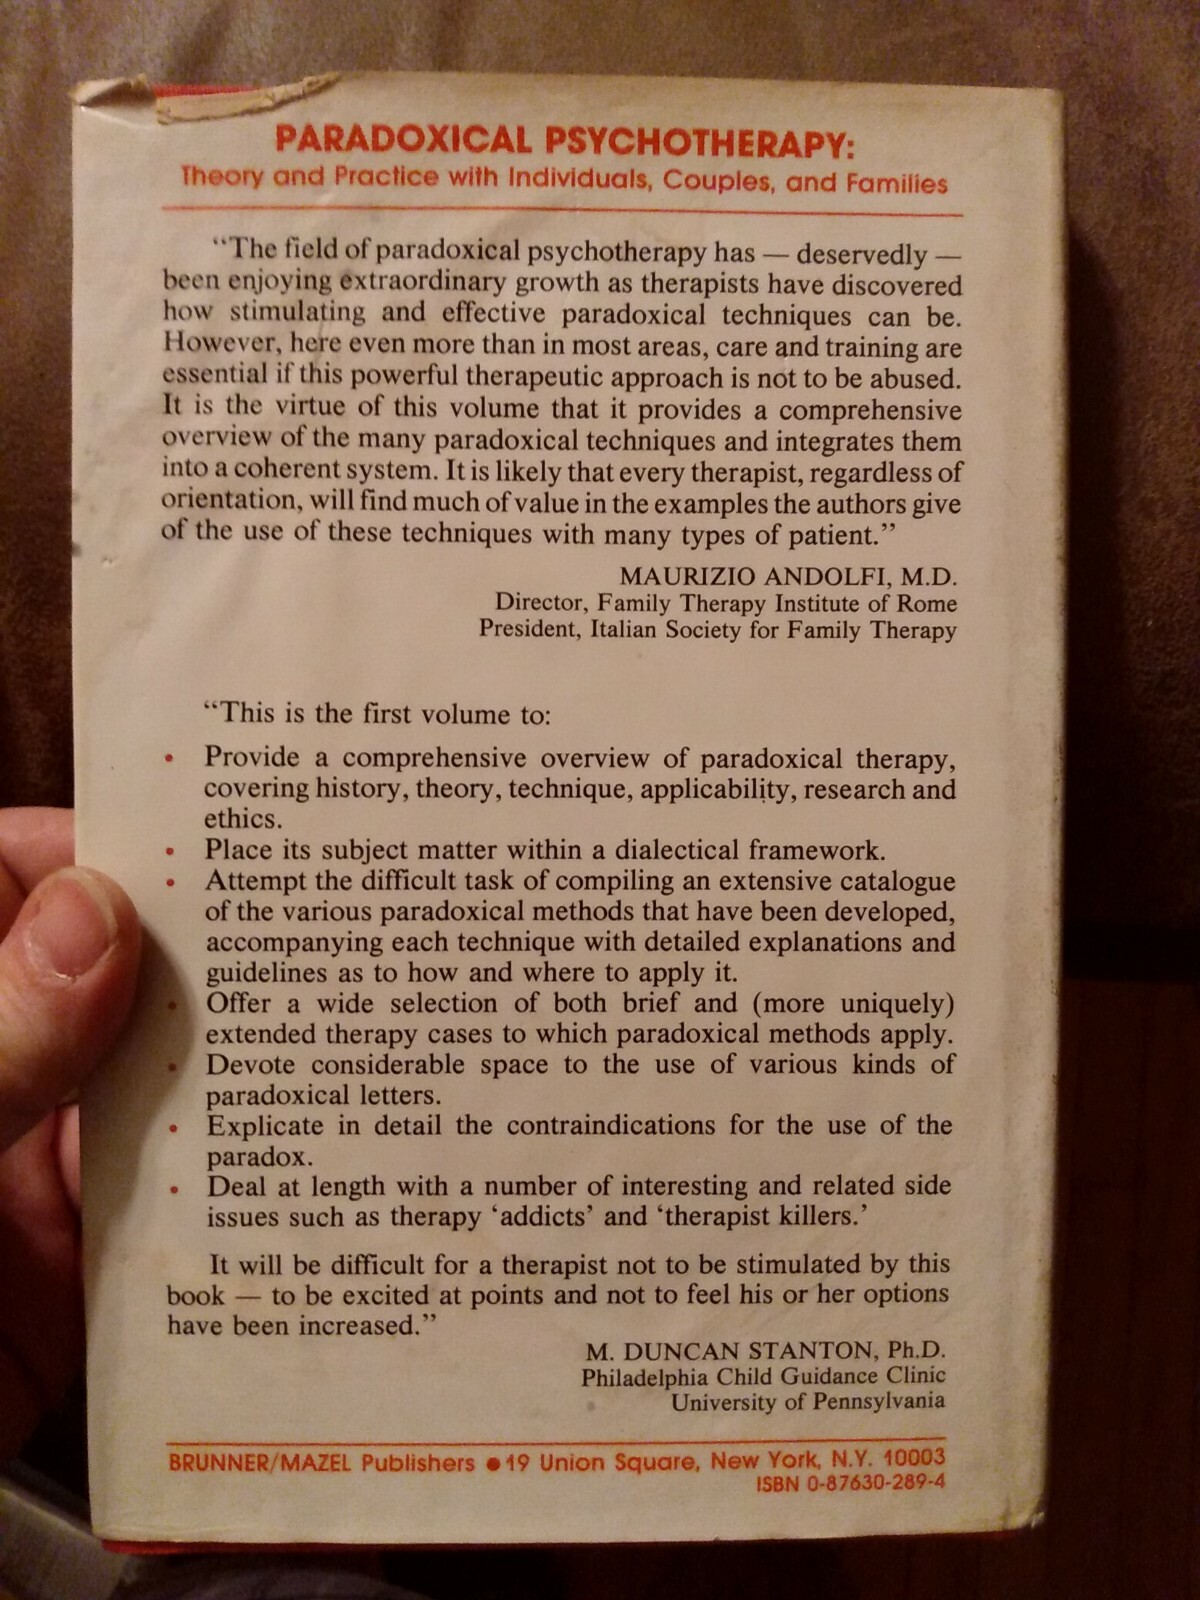 PARADOXICAL PSYCHOTHERAPY:
Theory and Practice with Individuals, Couples, and Families
“The field of paradoxical psychotherapy has — deservedly —
been enjoying extraordinary growth as therapists have discovered
how stimulating and effective paradoxical techniques can be.
However, here even more than in most areas, care and training are
essential if this powerful therapeutic approach is not to be abused.
It is the virtue of this volume that it provides a comprehensive
overview of the many paradoxical techniques and integrates them
into a coherent system. It is likely that every therapist, regardless of
orientation, will find much of value in the examples the authors give
of the use of these techniques with many types of patient.”
MAURIZIO ANDOLFI, M.D.
Director, Family Therapy Institute of Rome
President, Italian Society for Family Therapy
“This is the first volume to:
• Provide a comprehensive overview of paradoxical therapy,
covering history, theory, technique, applicability, research and
ethics.
• Place its subject matter within a dialectical framework.
• Attempt the difficult task of compiling an extensive catalogue
of the various paradoxical methods that have been developed,
accompanying each technique with detailed explanations and
guidelines as to how and where to apply it.
• Offer a wide selection of both brief and (more uniquely)
extended therapy cases to which paradoxical methods apply.
• Devote considerable space to the use of various kinds of
paradoxical letters.
• Explicate in detail the contraindications for the use of the
paradox.
• Deal at length with a number of interesting and related side
issues such as therapy ‘addicts’ and ‘therapist killers.’
It will be difficult for a therapist not to be stimulated by this
book — to be excited at points and not to feel his or her options
have been increased.”
M. DUNCAN STANTON, Ph.D.
Philadelphia Child Guidance Clinic
University of Pennsylvania
BRUNNER/MAZEL Publishers • 19 Union Square, New York, N.Y. 10003
ISBN 0-87630-289-4